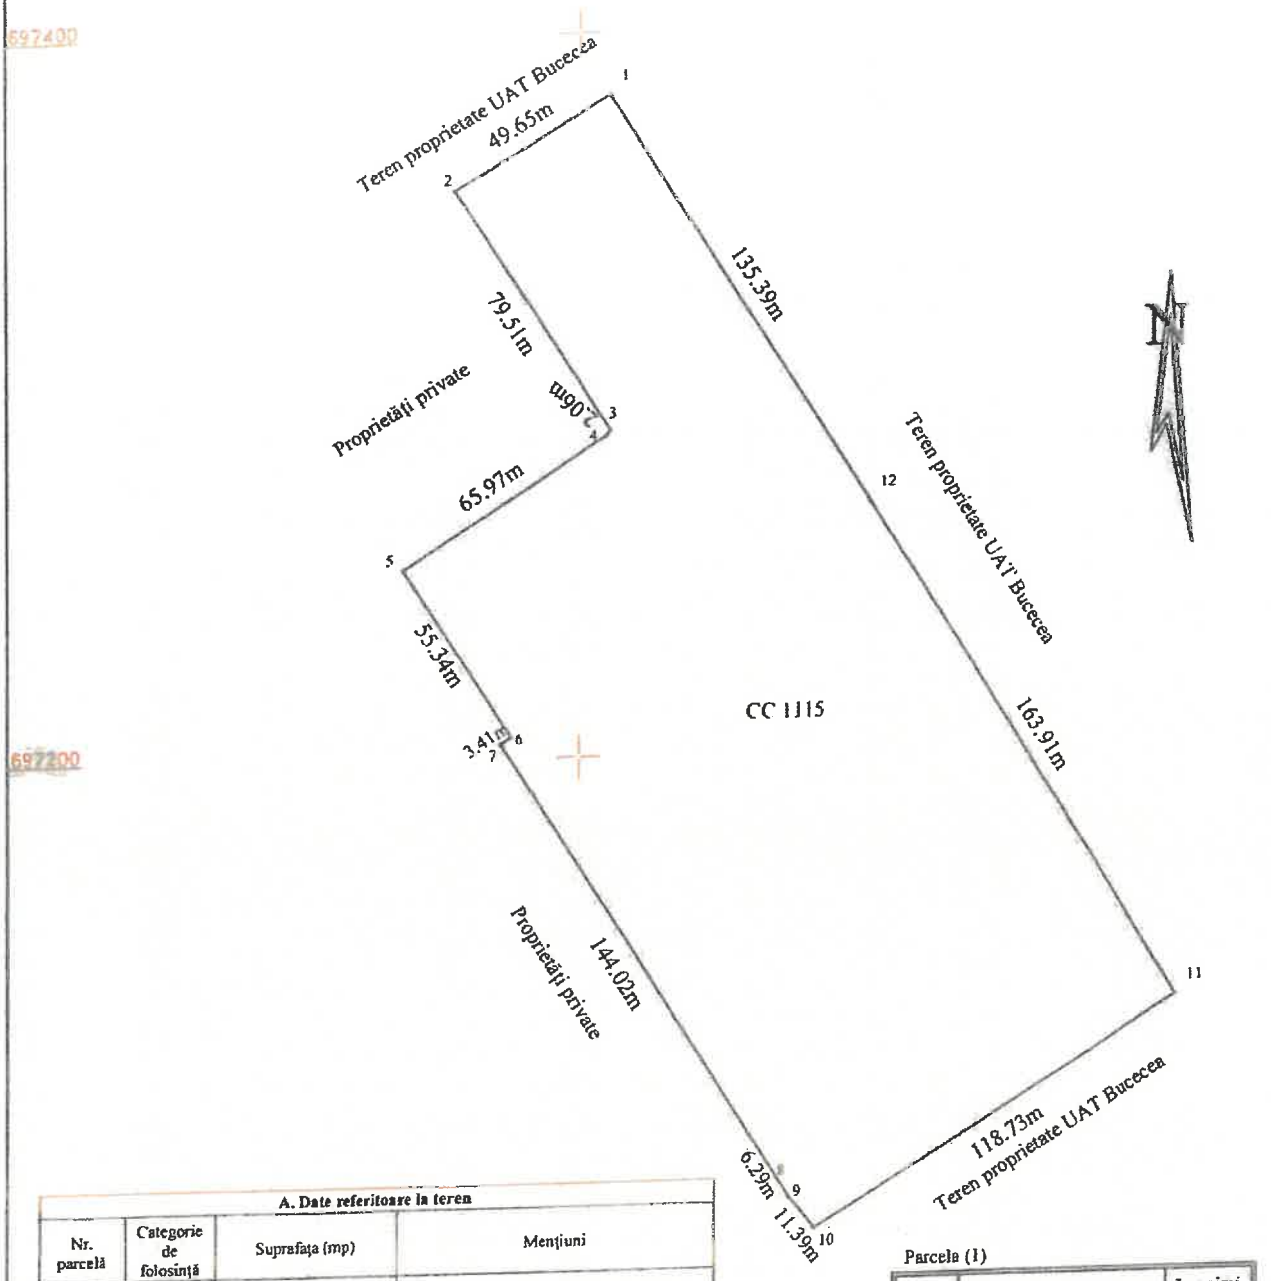 697400
Teren proprietate UAT Bucecea
1
49.65m
2
135.39m
79.51m
N
Proprietăți private
2.06m
3
4
65.97m
Teren proprietate UAT Bucecea
12
5
55.34m
CC 1115
163.91m
3.41m
6
7
697200
Proprietăți private
144.02m
11
118.73m
Teren proprietate UAT Bucecea
6.29m
8
9
11.39m
10
A. Date referitoare la teren
Nr. parcelă
Categorie de folosință
Suprafața (mp)
Mențiuni
Parcela (1)